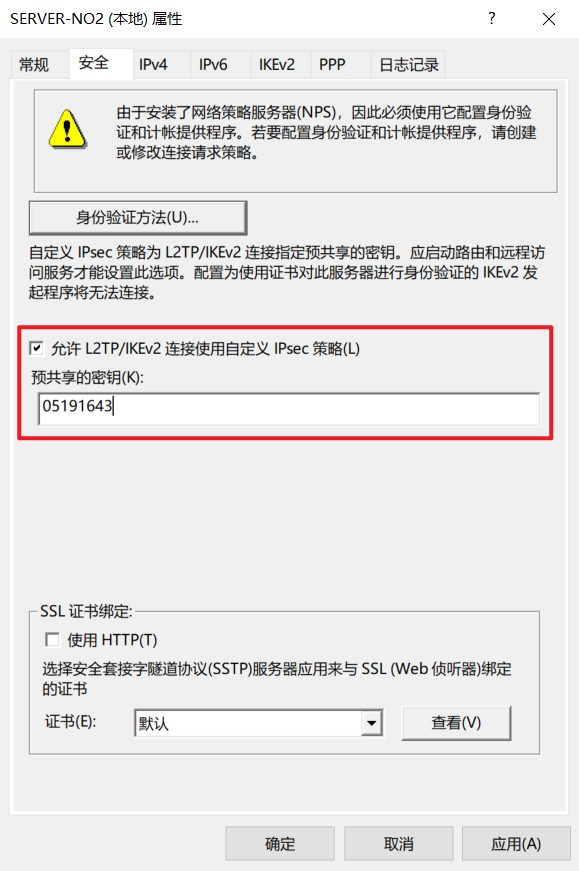 SERVER-NO2 (本地) 属性
?
常规 安全 IPv4 IPv6 IKEv2 PPP 日志记录
由于安装了网络策略服务器(NPS)，因此必须使用它配置身份验
证和计帐提供程序。若要配置身份验证和计帐提供程序，请创建
或修改连接请求策略。
身份验证方法(U)...
自定义 IPsec 策略为 L2TP/IKEv2 连接指定预共享的密钥。应启动路由和远程访
问服务才能设置此选项。配置为使用证书对此服务器进行身份验证的 IKEv2 发
起程序将无法连接。
允许 L2TP/IKEv2 连接使用自定义 IPsec 策略(L)
预共享的密钥(K):
05191643
SSL 证书绑定:
使用 HTTP(T)
选择安全套接字隧道协议(SSTP)服务器应用来与 SSL (Web 侦听器)绑定
的证书
证书(E): 默认 查看(V)
确定 取消 应用(A)